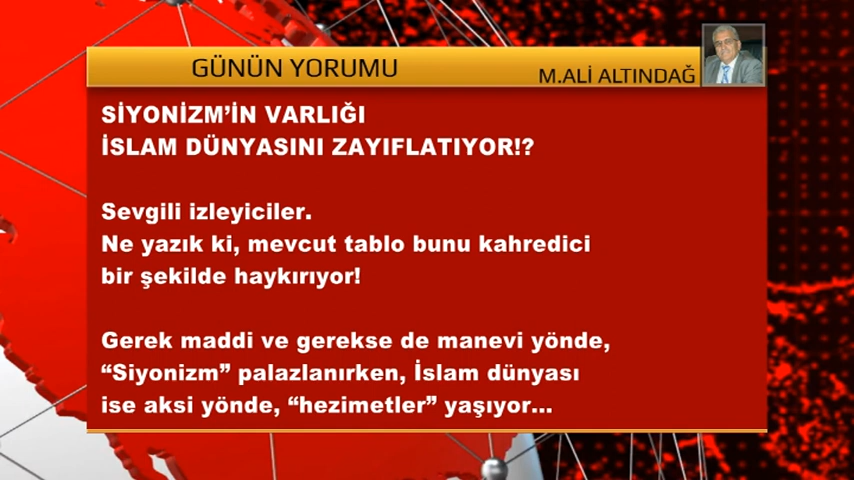 GÜNÜN YORUMU
M.ALİ ALTINDAĞ
SİYONİZM’İN VARLIĞI
İSLAM DÜNYASINI ZAYIFLATIYOR!?
Sevgili izleyiciler.
Ne yazık ki, mevcut tablo bunu kahredici
bir şekilde haykırıyor!
Gerek maddi ve gerekse de manevi yönde,
“Siyonizm” palazlanırken, İslam dünyası
ise aksi yönde, “hezimetler” yaşıyor...